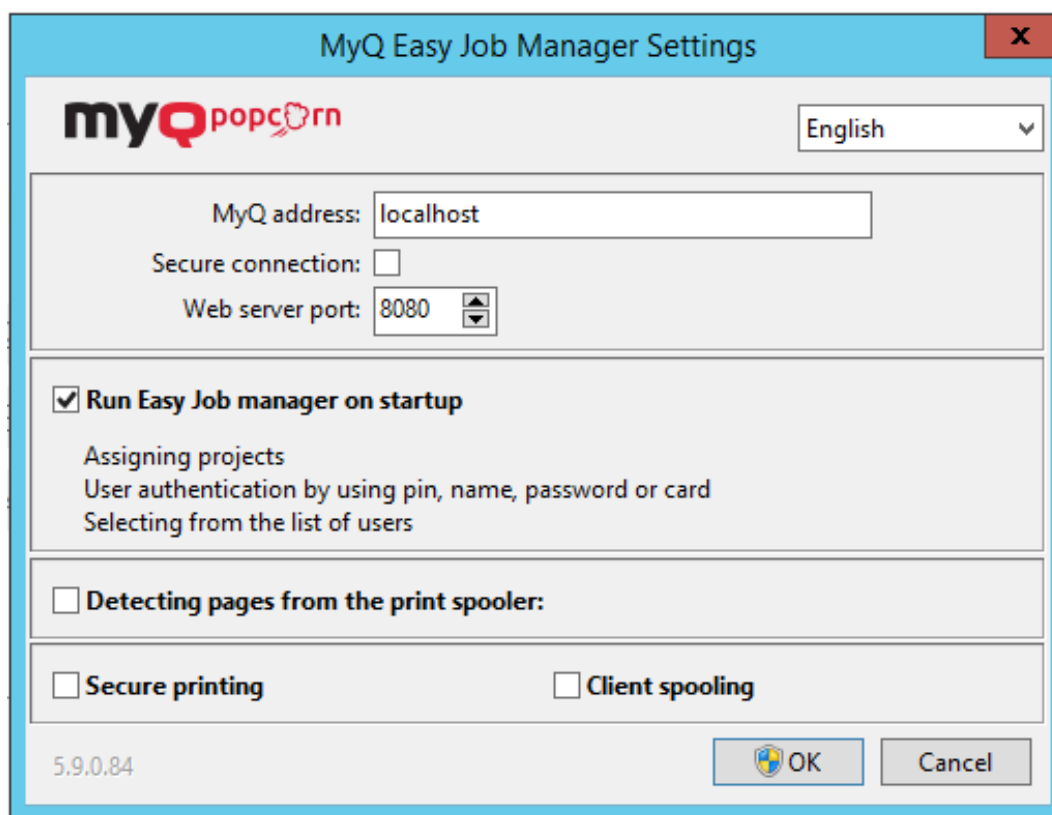 MyQ Easy Job Manager Settings
x
myQ popcorn
English
MyQ address: localhost
Secure connection:
Web server port: 8080
Run Easy Job manager on startup
Assigning projects
User authentication by using pin, name, password or card
Selecting from the list of users
Detecting pages from the print spooler:
Secure printing Client spooling
5.9.0.84 OK Cancel